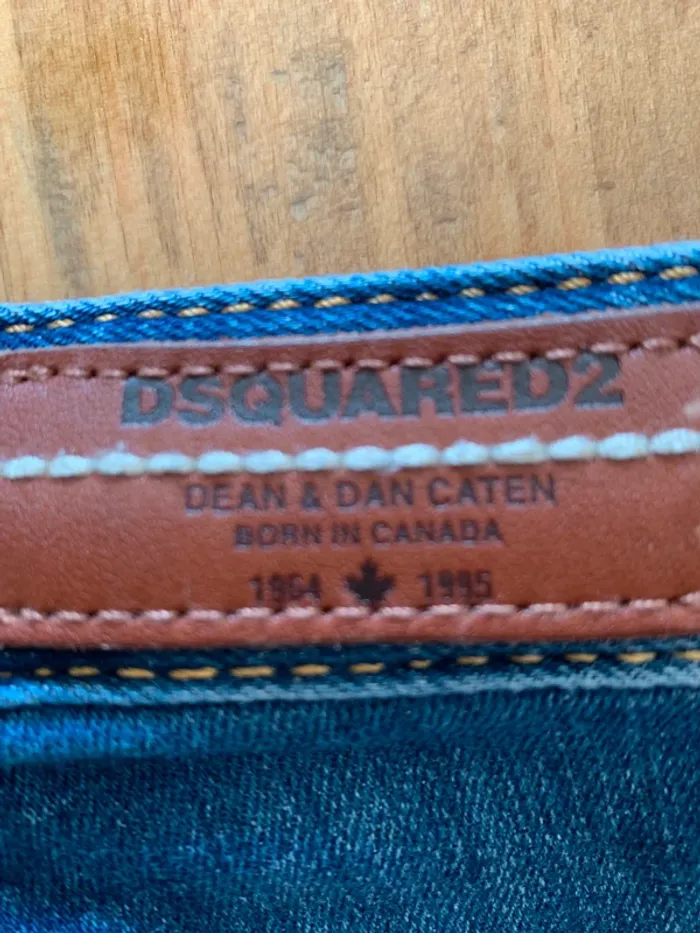 DSQUARED2
DEAN & DAN CATEN
BORN IN CANADA
1964 1995